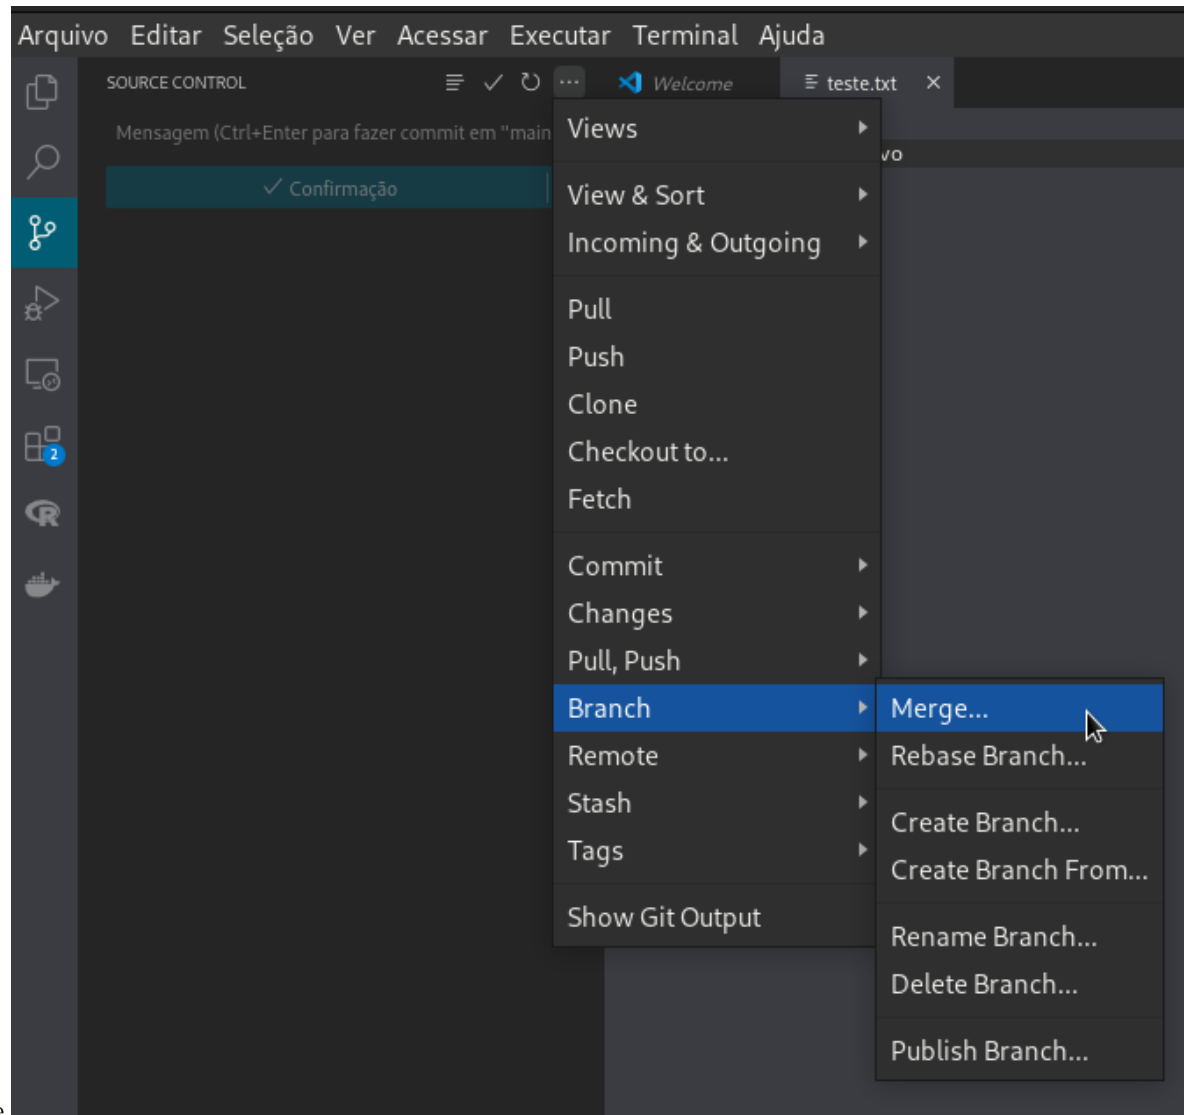 Arquivo Editar Seleção Ver Acessar Executar Terminal Ajuda
SOURCE CONTROL
Welcome
teste.txt
Mensagem (Ctrl+Enter para fazer commit em "main
vo
Confirmação
Views
View & Sort
Incoming & Outgoing
Pull
Push
Clone
Checkout to...
Fetch
2
R
Commit
Changes
Pull, Push
Branch
Remote
Stash
Tags
Show Git Output
Merge...
Rebase Branch...
Create Branch...
Create Branch From...
Rename Branch...
Delete Branch...
Publish Branch...